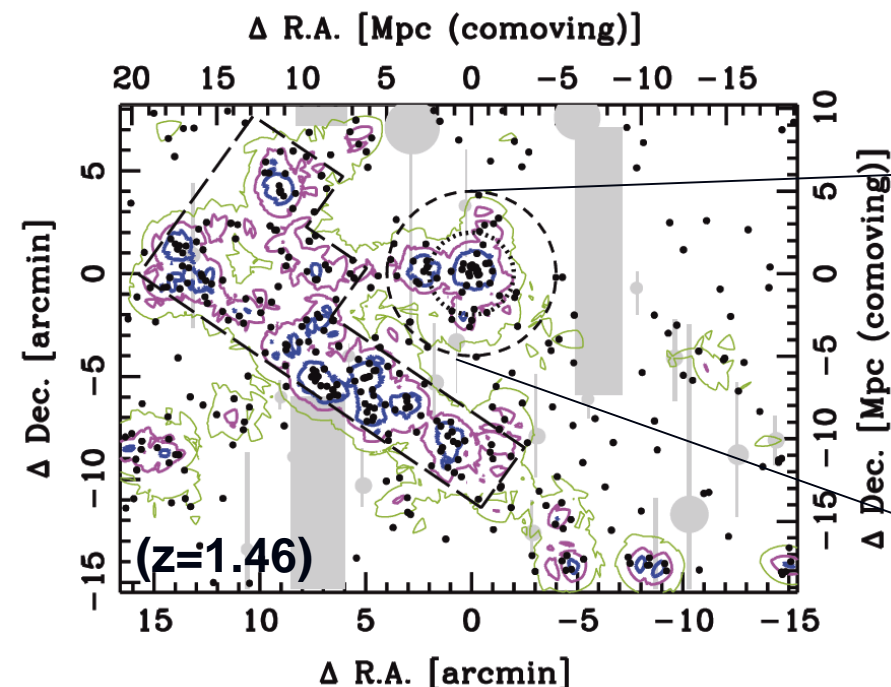 Δ R.A. [Mpc (comoving)]
20 15 10 5 0 −5 −10 −15
5 0 −5 −10 −15
Δ Dec. [arcmin]
10 5 0 −5 −10 −15
Δ Dec. [Mpc (comoving)]
(z=1.46)
15 10 5 0 −5 −10 −15
Δ R.A. [arcmin]